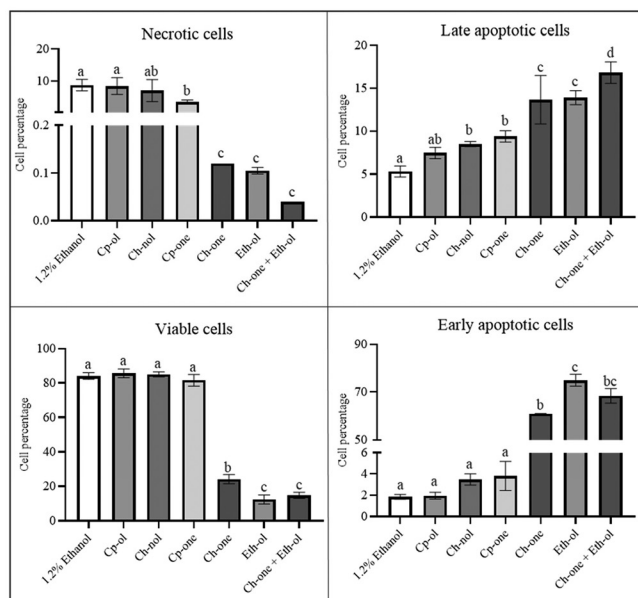 Necrotic cells
Cell percentage
20
10
0.2
0.1
0.0
a
a
ab
b
c
c
c
1.2% Ethanol
Cp-ol
Ch-nol
Cp-one
Ch-one
Eth-ol
Ch-one + Eth-ol
Late apoptotic cells
Cell percentage
20
15
10
5
0
a
ab
b
b
c
c
d
1.2% Ethanol
Cp-ol
Ch-nol
Cp-one
Ch-one
Eth-ol
Ch-one + Eth-ol
Viable cells
Cell percentage
100
80
60
40
20
0
a
a
a
a
b
c
c
1.2% Ethanol
Cp-ol
Ch-nol
Cp-one
Ch-one
Eth-ol
Ch-one + Eth-ol
Early apoptotic cells
Cell percentage
90
70
50
6
4
2
0
a
a
a
a
b
c
bc
1.2% Ethanol
Cp-ol
Ch-nol
Cp-one
Ch-one
Eth-ol
Ch-one + Eth-ol